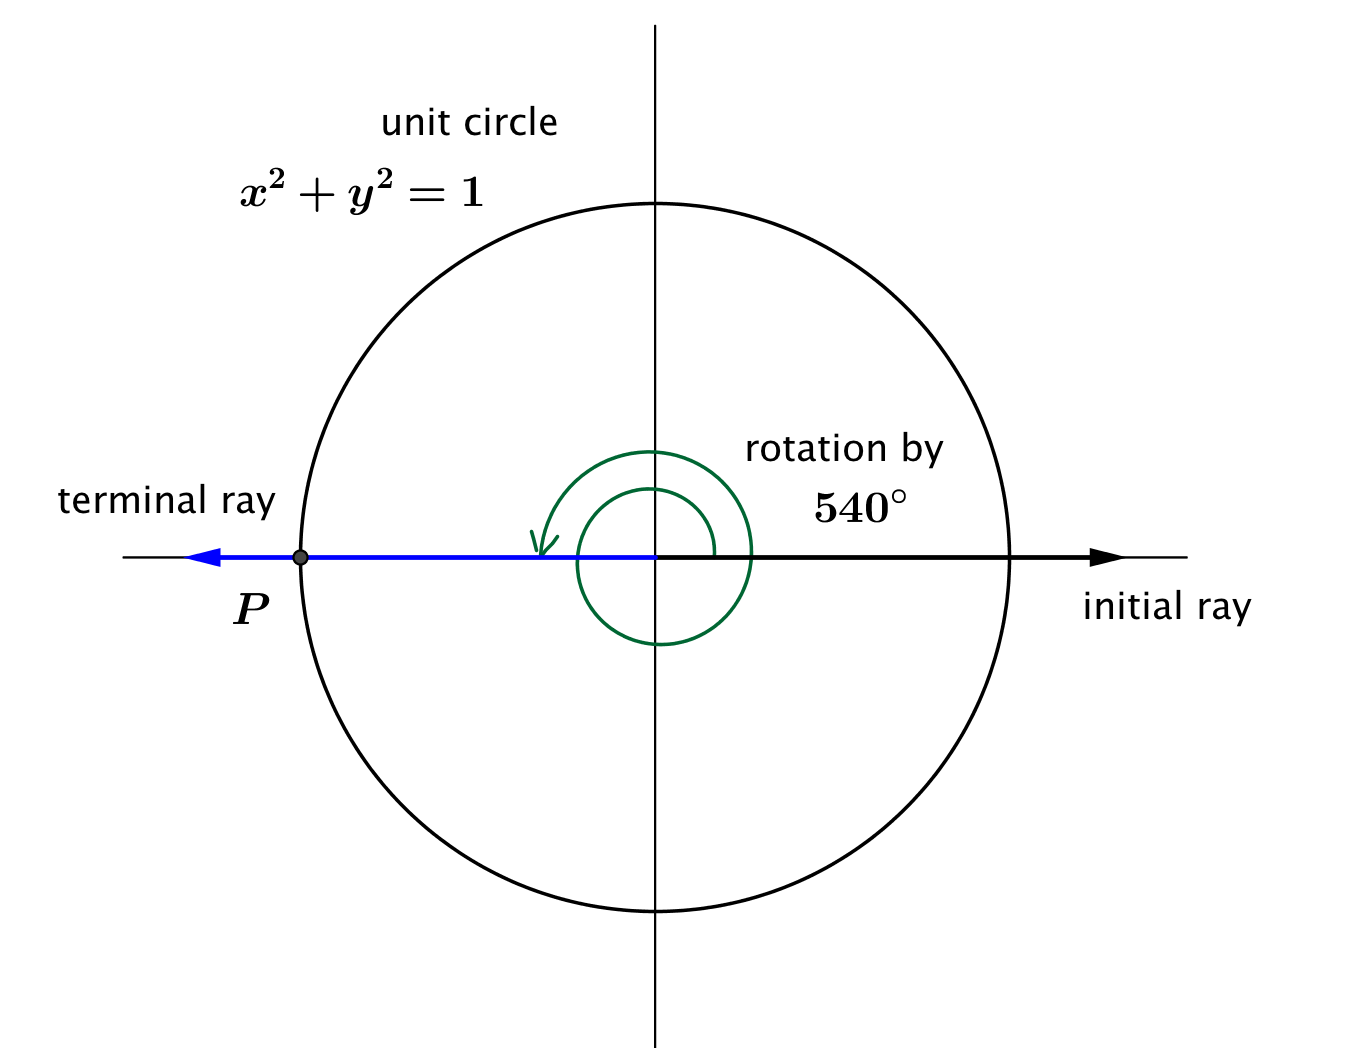 unit circle
x² + y² = 1
rotation by
540°
terminal ray
P
initial ray